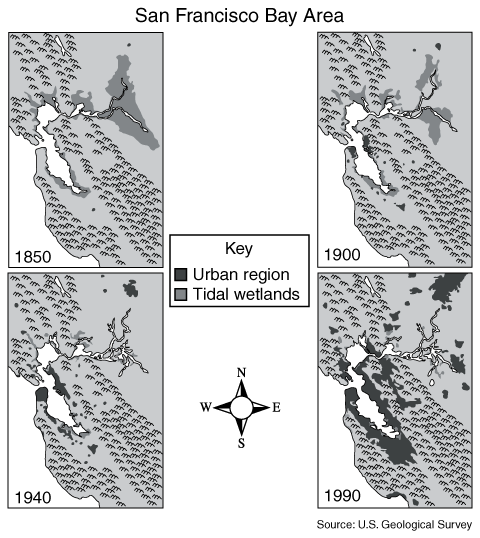 San Francisco Bay Area
1850
1900
Key
Urban region
Tidal wetlands
1940
N
W E
S
1990
Source: U.S. Geological Survey